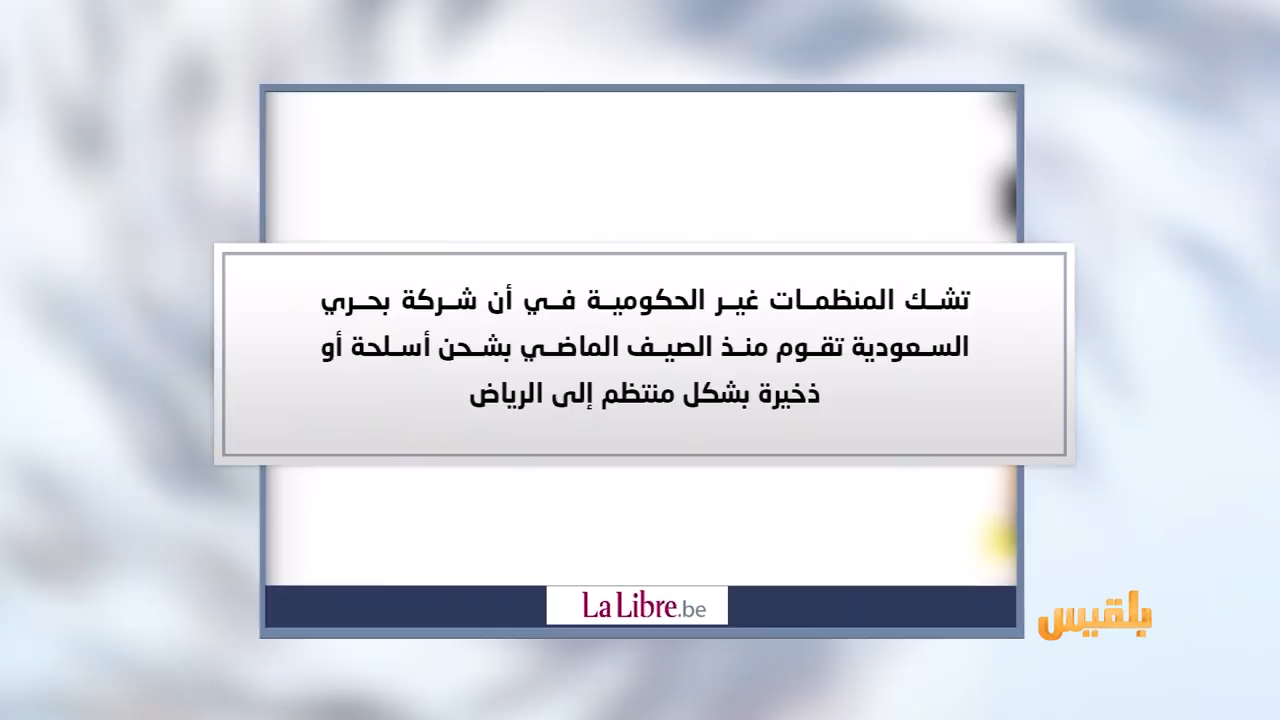 تشك المنظمات غير الحكومية في أن شركة بحري
السعودية تقوم منذ الصيف الماضي بشحن أسلحة أو
ذخيرة بشكل منتظم إلى الرياض
La Libre.be
بلقيس